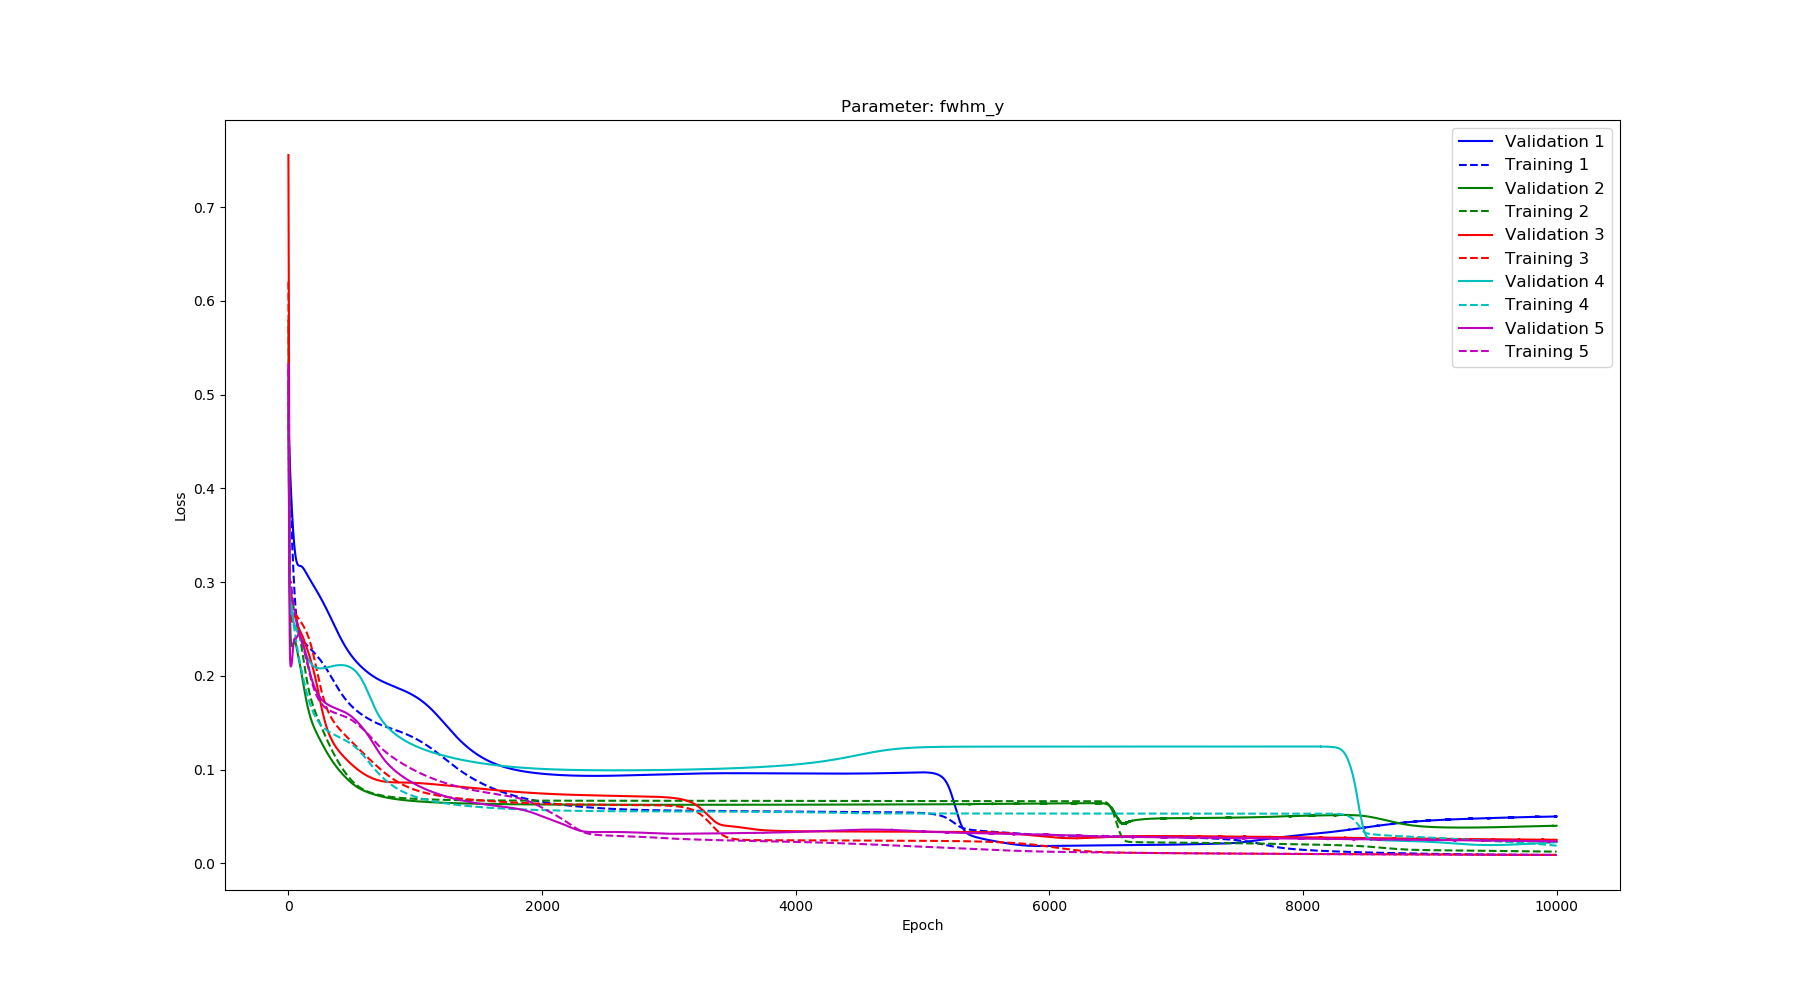 Parameter: fwhm_y
Validation 1
Training 1
Validation 2
Training 2
Validation 3
Training 3
Validation 4
Training 4
Validation 5
Training 5
0.7
0.6
0.5
0.4
0.3
0.2
0.1
0.0
Loss
0 2000 4000 6000 8000 10000
Epoch